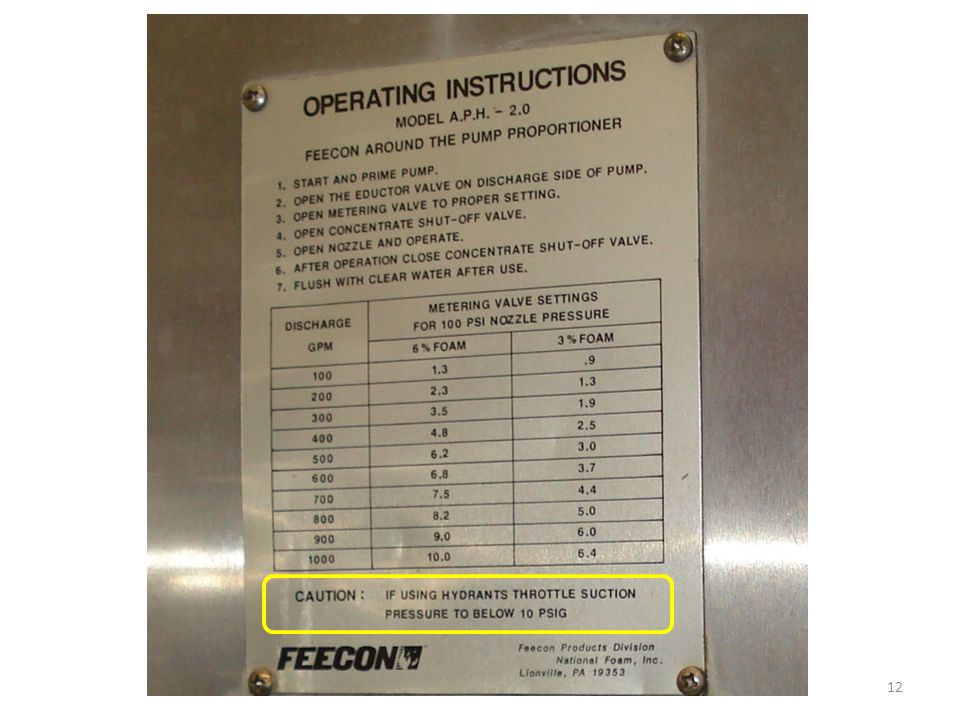 OPERATING INSTRUCTIONS
MODEL A.P.H. - 2.0
FEECON AROUND THE PUMP PROPORTIONER
1. START AND PRIME PUMP.
2. OPEN THE EDUCTOR VALVE ON DISCHARGE SIDE OF PUMP.
3. OPEN METERING VALVE TO PROPER SETTING.
4. OPEN CONCENTRATE SHUT-OFF VALVE.
5. OPEN NOZZLE AND OPERATE.
6. AFTER OPERATION CLOSE CONCENTRATE SHUT-OFF VALVE.
7. FLUSH WITH CLEAR WATER AFTER USE.
DISCHARGE GPM
METERING VALVE SETTINGS
FOR 100 PSI NOZZLE PRESSURE
6% FOAM 3% FOAM
100 1.3 .9
200 2.3 1.3
300 3.5 1.9
400 4.8 2.5
500 6.2 3.0
600 6.8 3.7
700 7.5 4.4
800 8.2 5.0
900 9.0 6.0
1000 10.0 6.4
CAUTION: IF USING HYDRANTS THROTTLE SUCTION
PRESSURE TO BELOW 10 PSIG
FEECON
Feecon Products Division
National Foam, Inc.
Lionville, PA 19353
12